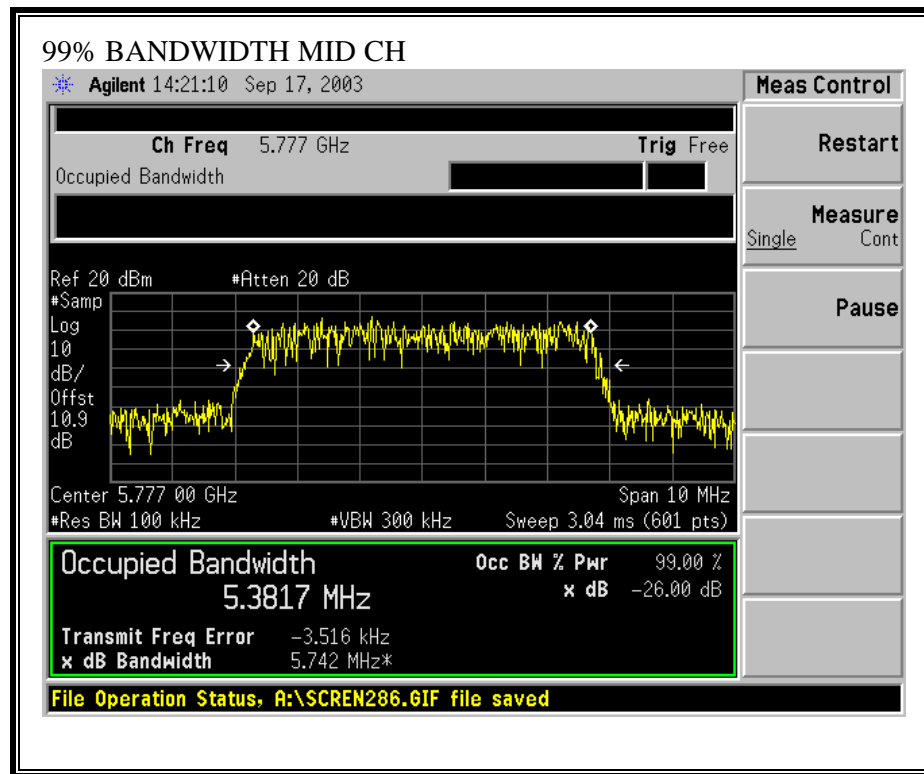 99% BANDWIDTH MID CH
Agilent 14:21:10 Sep 17, 2003
Meas Control
Ch Freq 5.777 GHz Trig Free
Occupied Bandwidth
Restart
Measure
Single Cont
Pause
Ref 20 dBm #Atten 20 dB
#Samp
Log
10
dB/
Offst
10.9
dB
Center 5.777 00 GHz Span 10 MHz
#Res BW 100 kHz #VBW 300 kHz Sweep 3.04 ms (601 pts)
Occupied Bandwidth Occ BW % Pwr 99.00 %
5.3817 MHz x dB -26.00 dB
Transmit Freq Error -3.516 kHz
x dB Bandwidth 5.742 MHz*
File Operation Status, A:\SCREN286.GIF file saved